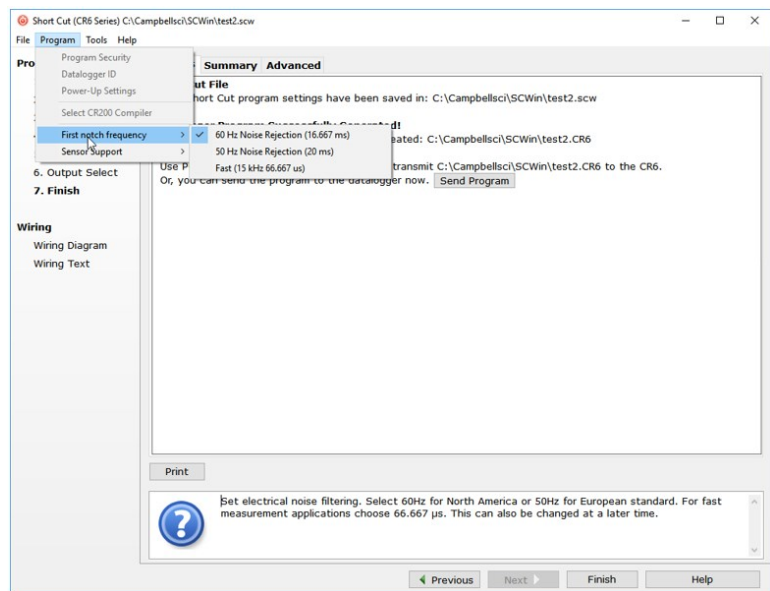 Short Cut (CR6 Series) C:\Campbellsci\SCWin\test2.scw
File Program Tools Help
Program Security
Datalogger ID
Power-Up Settings
Select CR200 Compiler
First notch frequency
Sensor Support
60 Hz Noise Rejection (16.667 ms)
50 Hz Noise Rejection (20 ms)
Fast (15 kHz 66.667 us)
Pro
6. Output Select
7. Finish
Wiring
Wiring Diagram
Wiring Text
Summary Advanced
ut File
hort Cut program settings have been saved in: C:\Campbellsci\SCWin\test2.scw
eated: C:\Campbellsci\SCWin\test2.CR6
Use P transmit C:\Campbellsci\SCWin\test2.CR6 to the CR6.
Or, you can send the program to the datalogger now. Send Program
Print
Set electrical noise filtering. Select 60Hz for North America or 50Hz for European standard. For fast
measurement applications choose 66.667 µs. This can also be changed at a later time.
Previous Next Finish Help